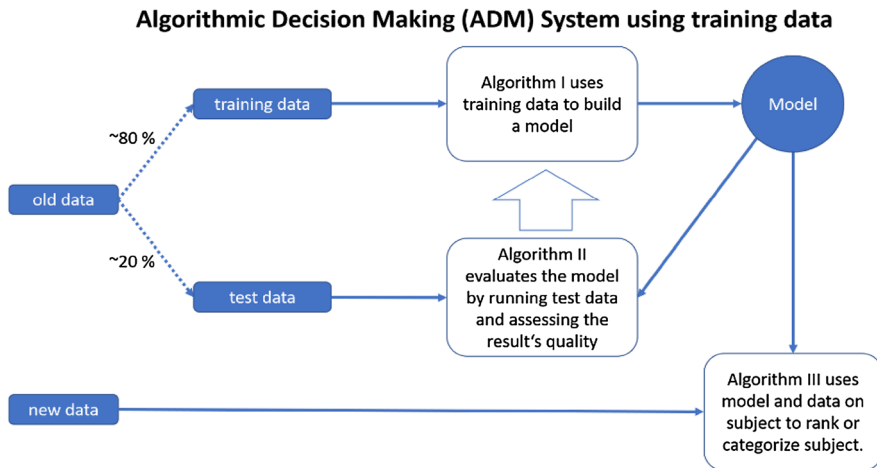 Algorithmic Decision Making (ADM) System using training data
training data
Algorithm I uses
training data to build
a model
Model
~80 %
old data
~20 %
test data
Algorithm II
evaluates the model
by running test data
and assessing the
result‘s quality
new data
Algorithm III uses
model and data on
subject to rank or
categorize subject.